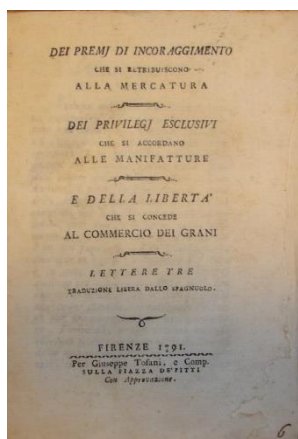 DEI PREMJ DI INCORAGGIMENTO
CHE SI RETRIBUISCONO
ALLA MERCATURA
DEI PRIVILEGJ ESCLUSIVI
CHE SI ACCORDANO
ALLE MANIFATTURE
E DELLA LIBERTA'
CHE SI CONCEDE
AL COMMERCIO DEI GRANI
LETTERE TRE
TRADUZIONE LIBERA DALLO SPAGNUOLO.
FIRENZE 1791.
Per Giuseppe Tofani, e Comp.
SULLA PIAZZA DE'PITTI
Con Approvazione.
6